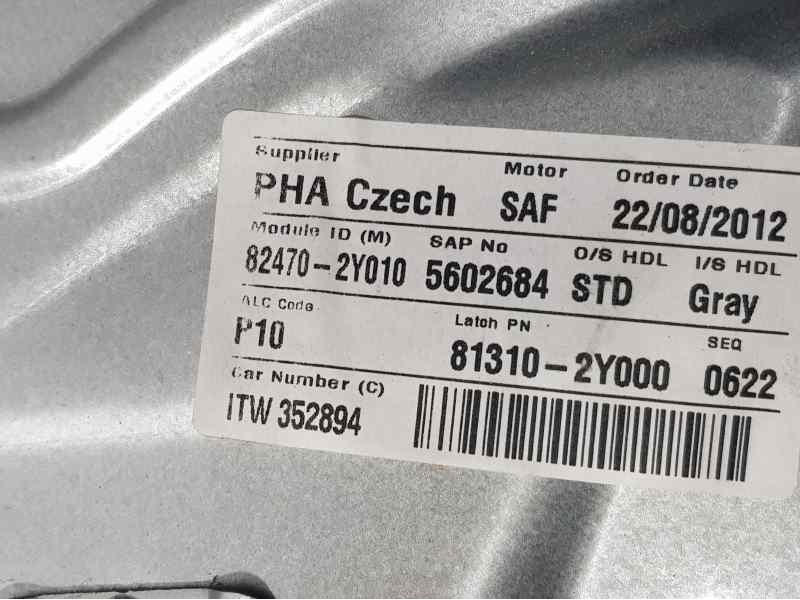 Supplier Motor Order Date
PHA Czech SAF 22/08/2012
Module ID (M) SAP No O/S HDL I/S HDL
82470-2Y010 5602684 STD Gray
ALC Code Latch PN SEQ
P10 81310-2Y000 0622
Car Number (C)
ITW 352894